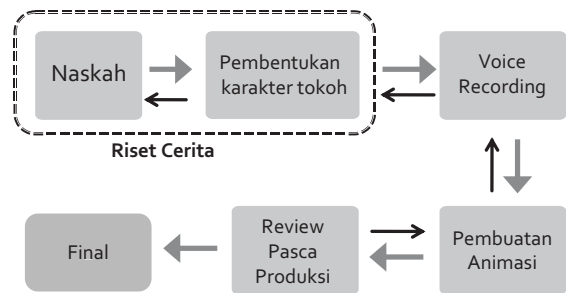 Naskah
Pembentukan
karakter tokoh
Voice
Recording
Riset Cerita
Final
Review
Pasca
Produksi
Pembuatan
Animasi